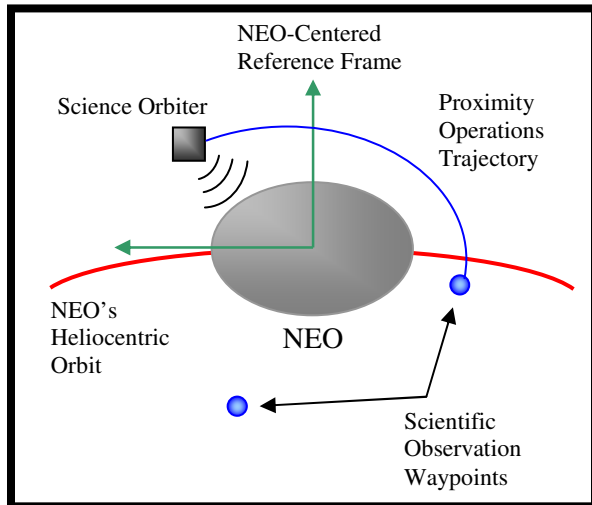 NEO-Centered
Reference Frame
Science Orbiter
Proximity
Operations
Trajectory
NEO’s
Heliocentric
Orbit
NEO
Scientific
Observation
Waypoints